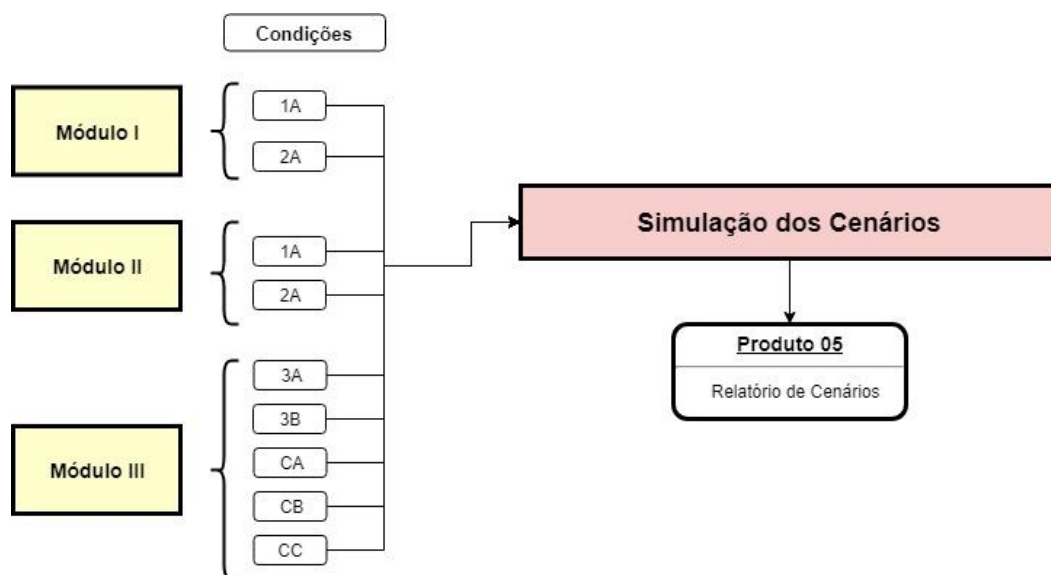 Condições
Módulo I
1A
2A
Módulo II
1A
2A
Módulo III
3A
3B
CA
CB
CC
Simulação dos Cenários
Produto 05
Relatório de Cenários